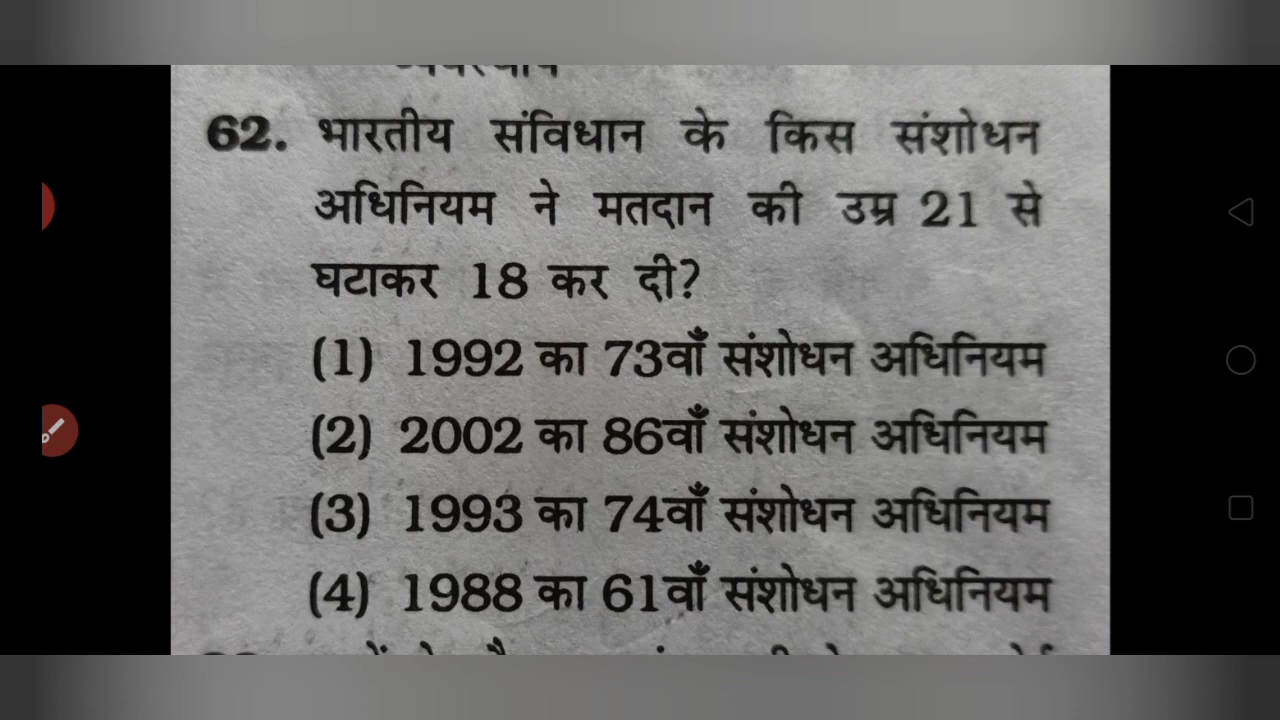 62. भारतीय संविधान के किस संशोधन
अधिनियम ने मतदान की उम्र 21 से
घटाकर 18 कर दी?
(1) 1992 का 73वाँ संशोधन अधिनियम
(2) 2002 का 86वाँ संशोधन अधिनियम
(3) 1993 का 74वाँ संशोधन अधिनियम
(4) 1988 का 61वाँ संशोधन अधिनियम